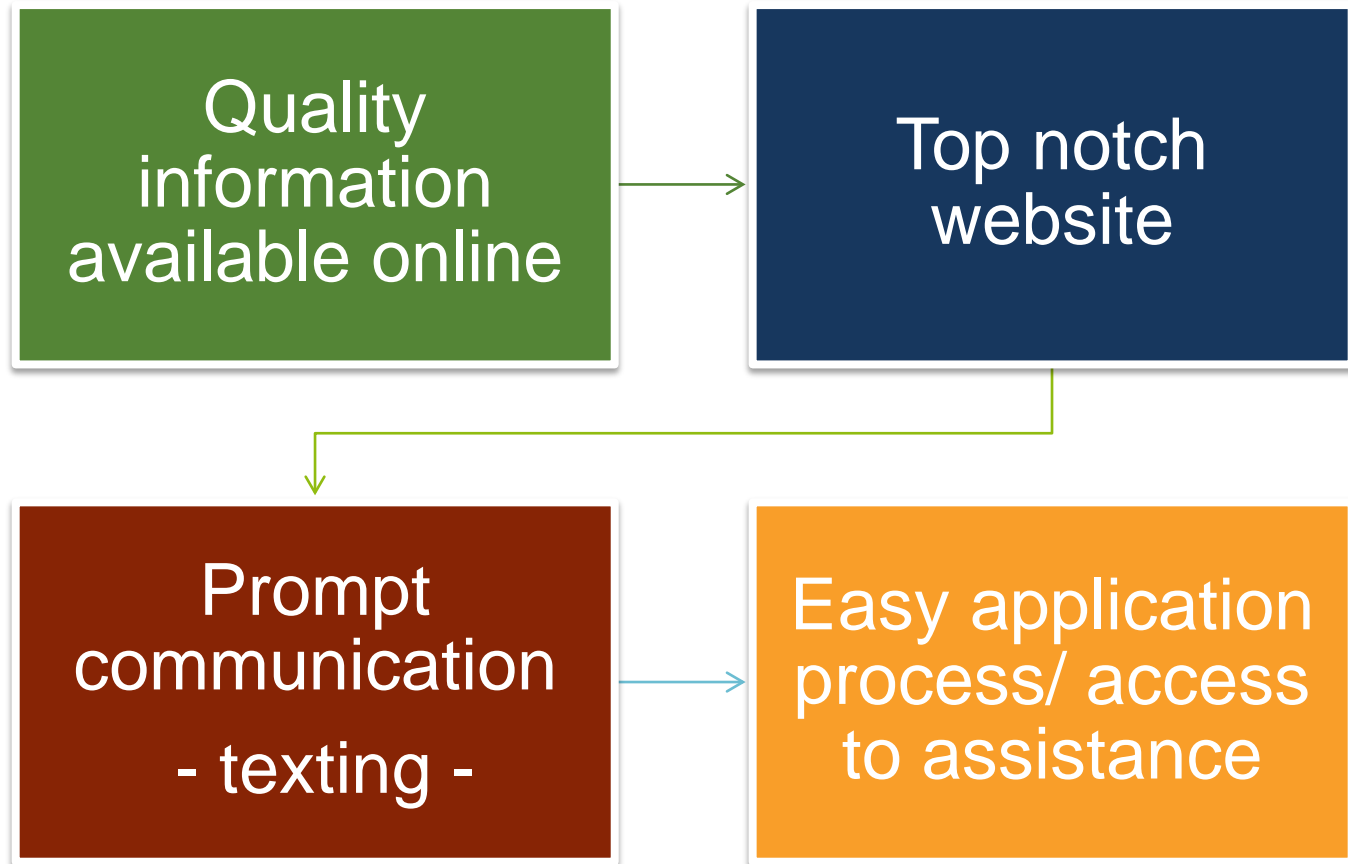 Quality
information
available online
Top notch
website
Prompt
communication
- texting -
Easy application
process/ access
to assistance